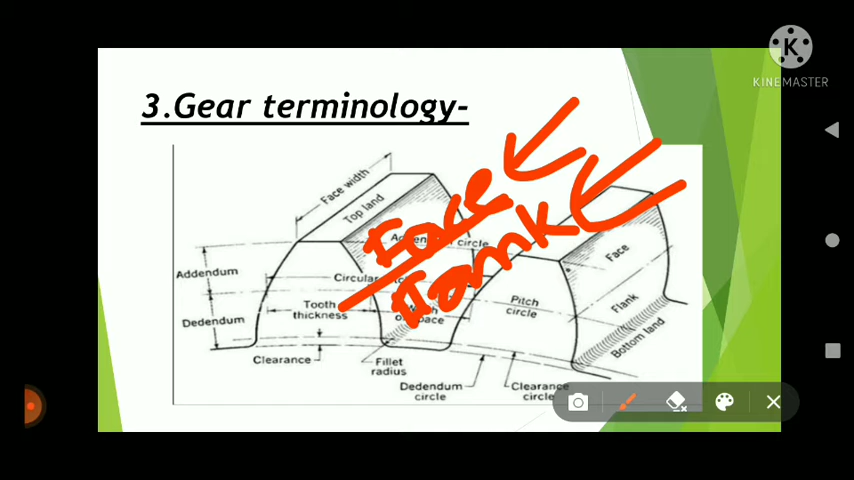 K
KINEMASTER
3.Gear terminology-
Face width
Top land
Face
Flank
circle
Addendum
Circular
Face
Dedendum
Tooth
thickness
Pitch
circle
Flank
Bottom land
Clearance
Fillet
radius
Dedendum
circle
Clearance
circle